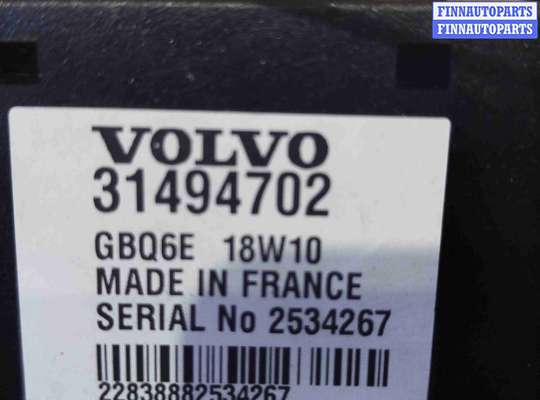 FINNAUTOPARTS
FINNAUTOPARTS
VOLVO
31494702
GBQ6E 18W10
MADE IN FRANCE
SERIAL No 2534267
22838882534267